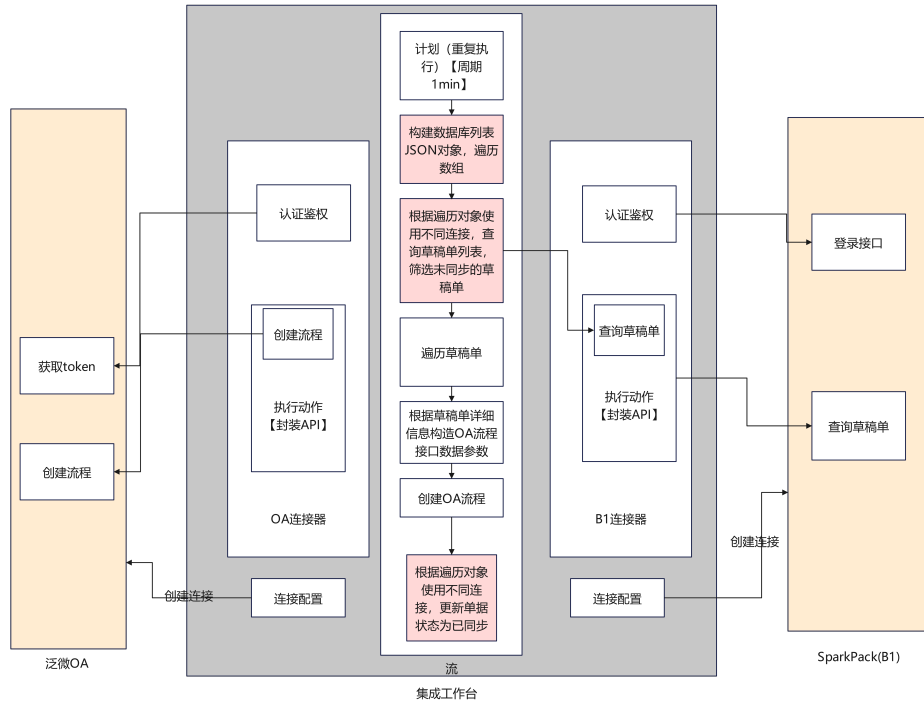 计划（重复执
行）【周期
1min】
构建数据库列表
JSON对象，遍历
数组
根据遍历对象使
用不同连接，查
询草稿单列表，
筛选未同步的草
稿单
遍历草稿单
根据草稿单详细
信息构造OA流程
接口数据参数
创建OA流程
根据遍历对象
使用不同连
接，更新单据
状态为已同步
流
集成工作台
认证鉴权
创建流程
执行动作
【封装API】
OA连接器
连接配置
创建连接
获取token
创建流程
泛微OA
认证鉴权
查询草稿单
执行动作
【封装API】
B1连接器
连接配置
创建连接
登录接口
查询草稿单
SparkPack(B1)